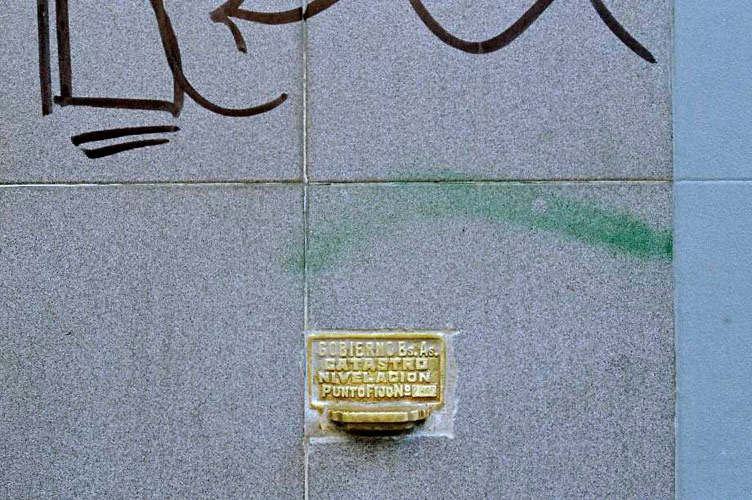 GOBIERNO Bs. As.
CATASTRO
NIVELACION
PUNTO FIJO Nº